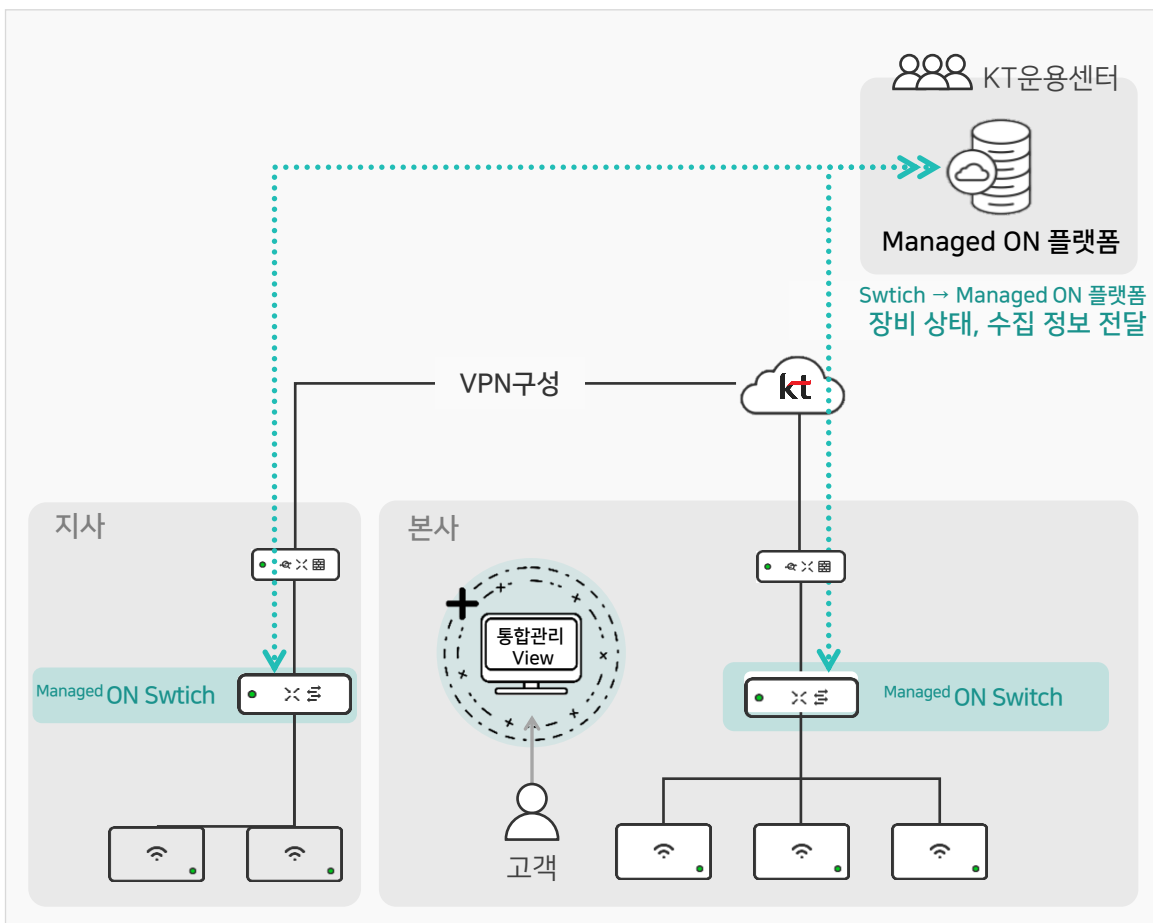 KT운용센터
Managed ON 플랫폼
Swtich → Managed ON 플랫폼
장비 상태, 수집 정보 전달
VPN구성
kt
지사
본사
통합관리
View
Managed ON Swtich
Managed ON Switch
고객